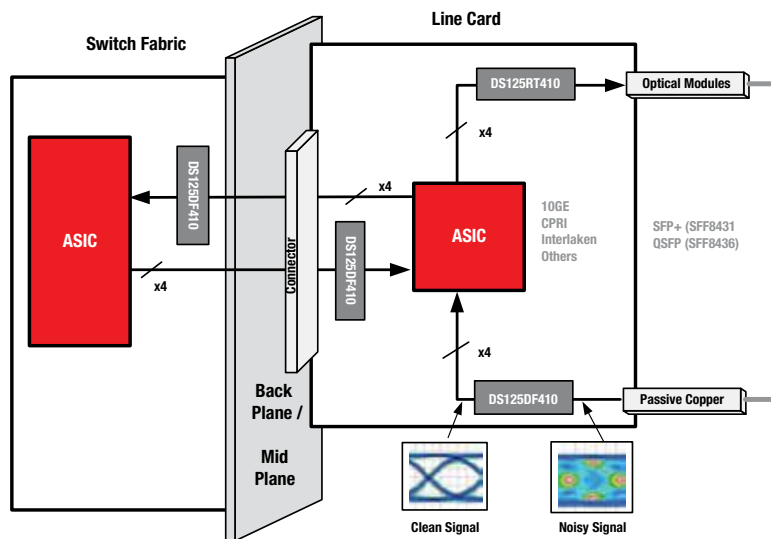 Line Card
Switch Fabric
DS125RT410
Optical Modules
x4
DS125DF410
x4
ASIC
ASIC
10GE
CPRI
Interlaken
Others
SFP+ (SFF8431
QSFP (SFF8436)
Connector
DS125DF410
x4
x4
Back
Plane /
Mid
Plane
DS125DF410
Passive Copper
Clean Signal
Noisy Signal